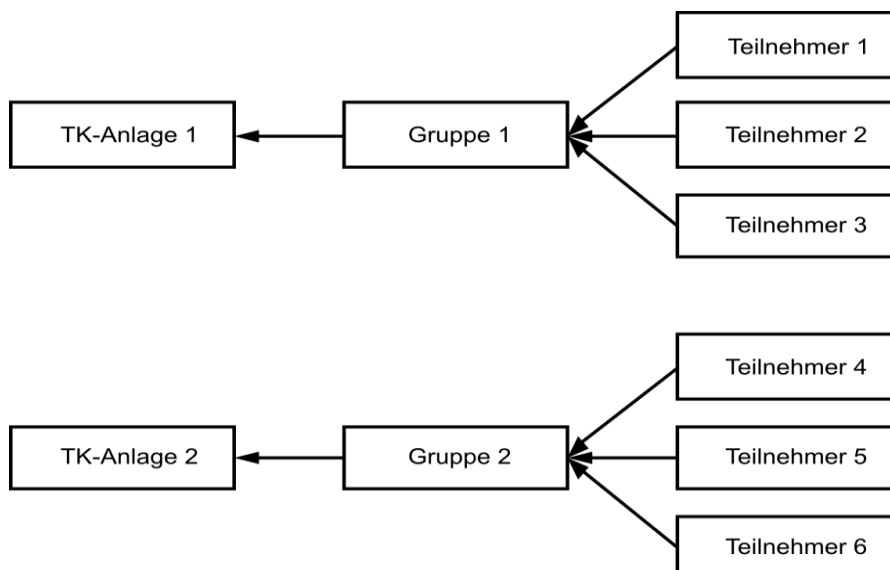 Teilnehmer 1
TK-Anlage 1
Gruppe 1
Teilnehmer 2
Teilnehmer 3
Teilnehmer 4
TK-Anlage 2
Gruppe 2
Teilnehmer 5
Teilnehmer 6